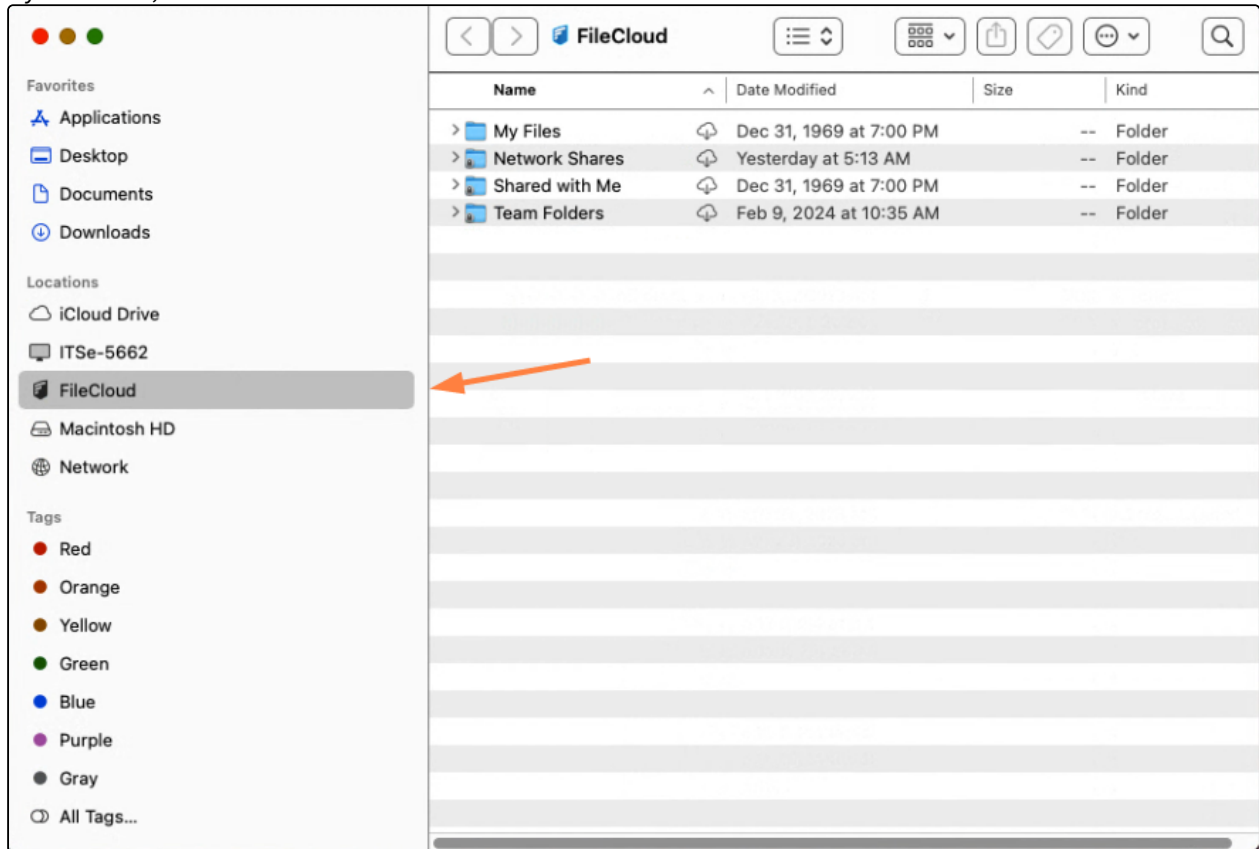 FileCloud
Favorites
Applications
Desktop
Documents
Downloads
Locations
iCloud Drive
ITSe-5662
FileCloud
Macintosh HD
Network
Tags
Red
Orange
Yellow
Green
Blue
Purple
Gray
All Tags...
Name Date Modified Size Kind
My Files Dec 31, 1969 at 7:00 PM -- Folder
Network Shares Yesterday at 5:13 AM -- Folder
Shared with Me Dec 31, 1969 at 7:00 PM -- Folder
Team Folders Feb 9, 2024 at 10:35 AM -- Folder